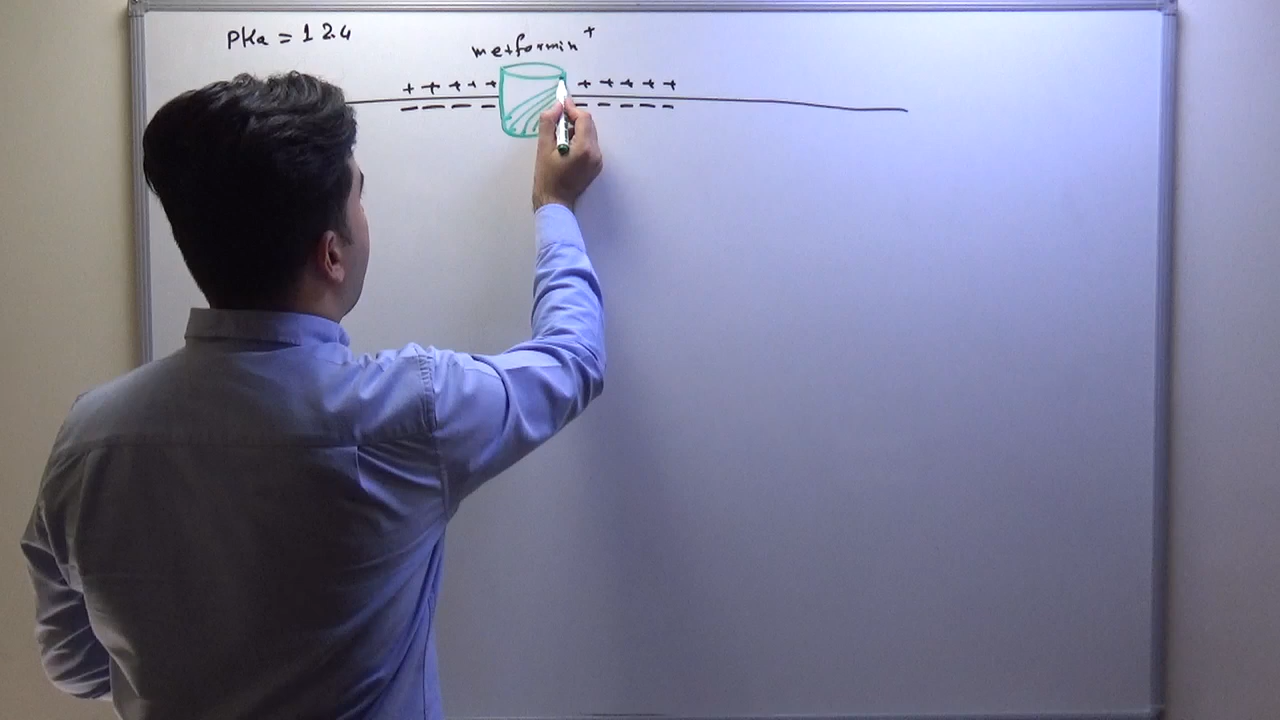 PKa = 12.4
metformin +
+ + + + + + + + + +
– – – – – – – – –